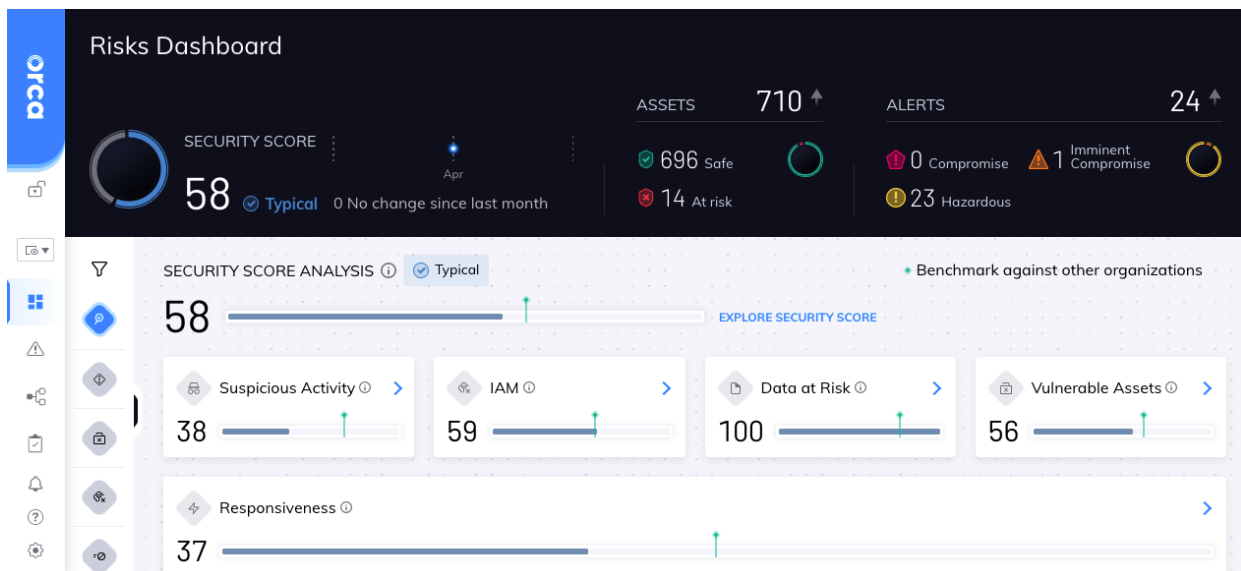 orca
Risks Dashboard
SECURITY SCORE
58 Typical 0 No change since last month
Apr
ASSETS 710
696 Safe
14 At risk
ALERTS 24
0 Compromise 1 Imminent Compromise
23 Hazardous
SECURITY SCORE ANALYSIS Typical
Benchmark against other organizations
58 EXPLORE SECURITY SCORE
Suspicious Activity
38
IAM
59
Data at Risk
100
Vulnerable Assets
56
Responsiveness
37